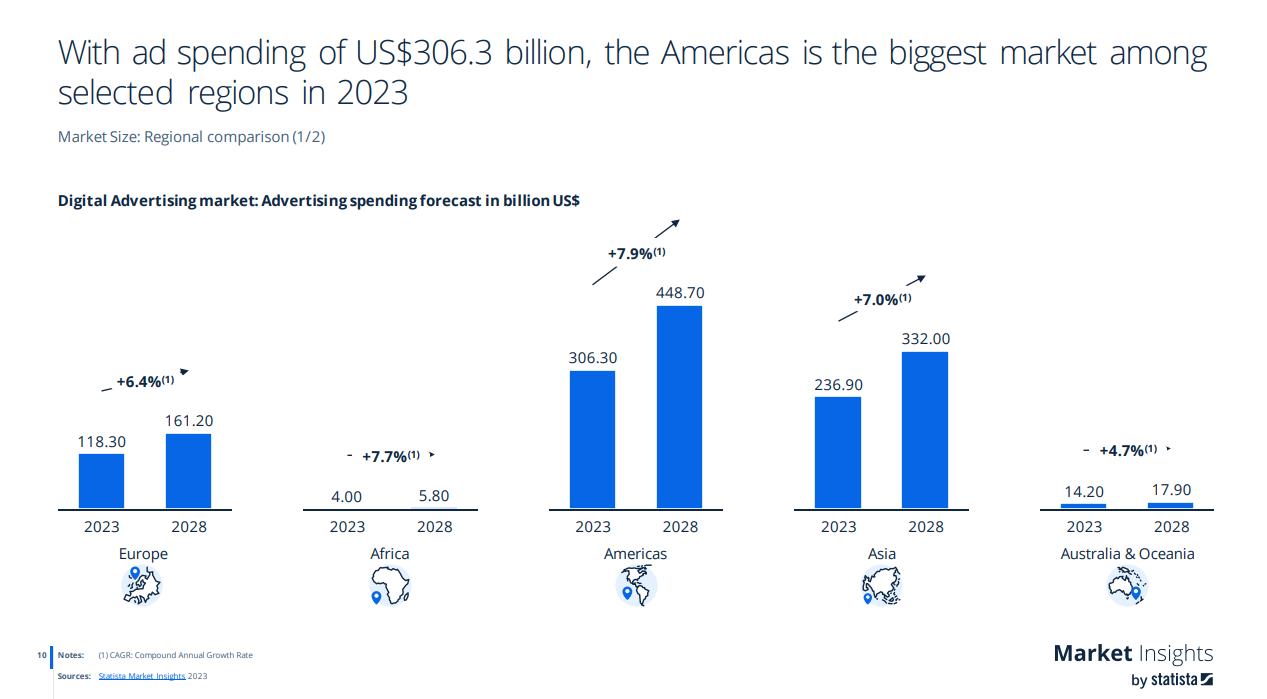 With ad spending of US$306.3 billion, the Americas is the biggest market among
selected regions in 2023
Market Size: Regional comparison (1/2)
Digital Advertising market: Advertising spending forecast in billion US$
+6.4%(1)
118.30
161.20
2023
2028
Europe
+7.7%(1)
4.00
5.80
2023
2028
Africa
+7.9%(1)
306.30
448.70
2023
2028
Americas
+7.0%(1)
236.90
332.00
2023
2028
Asia
+4.7%(1)
14.20
17.90
2023
2028
Australia & Oceania
10
Notes: (1) CAGR: Compound Annual Growth Rate
Sources: Statista Market Insights 2023
Market Insights
by statista